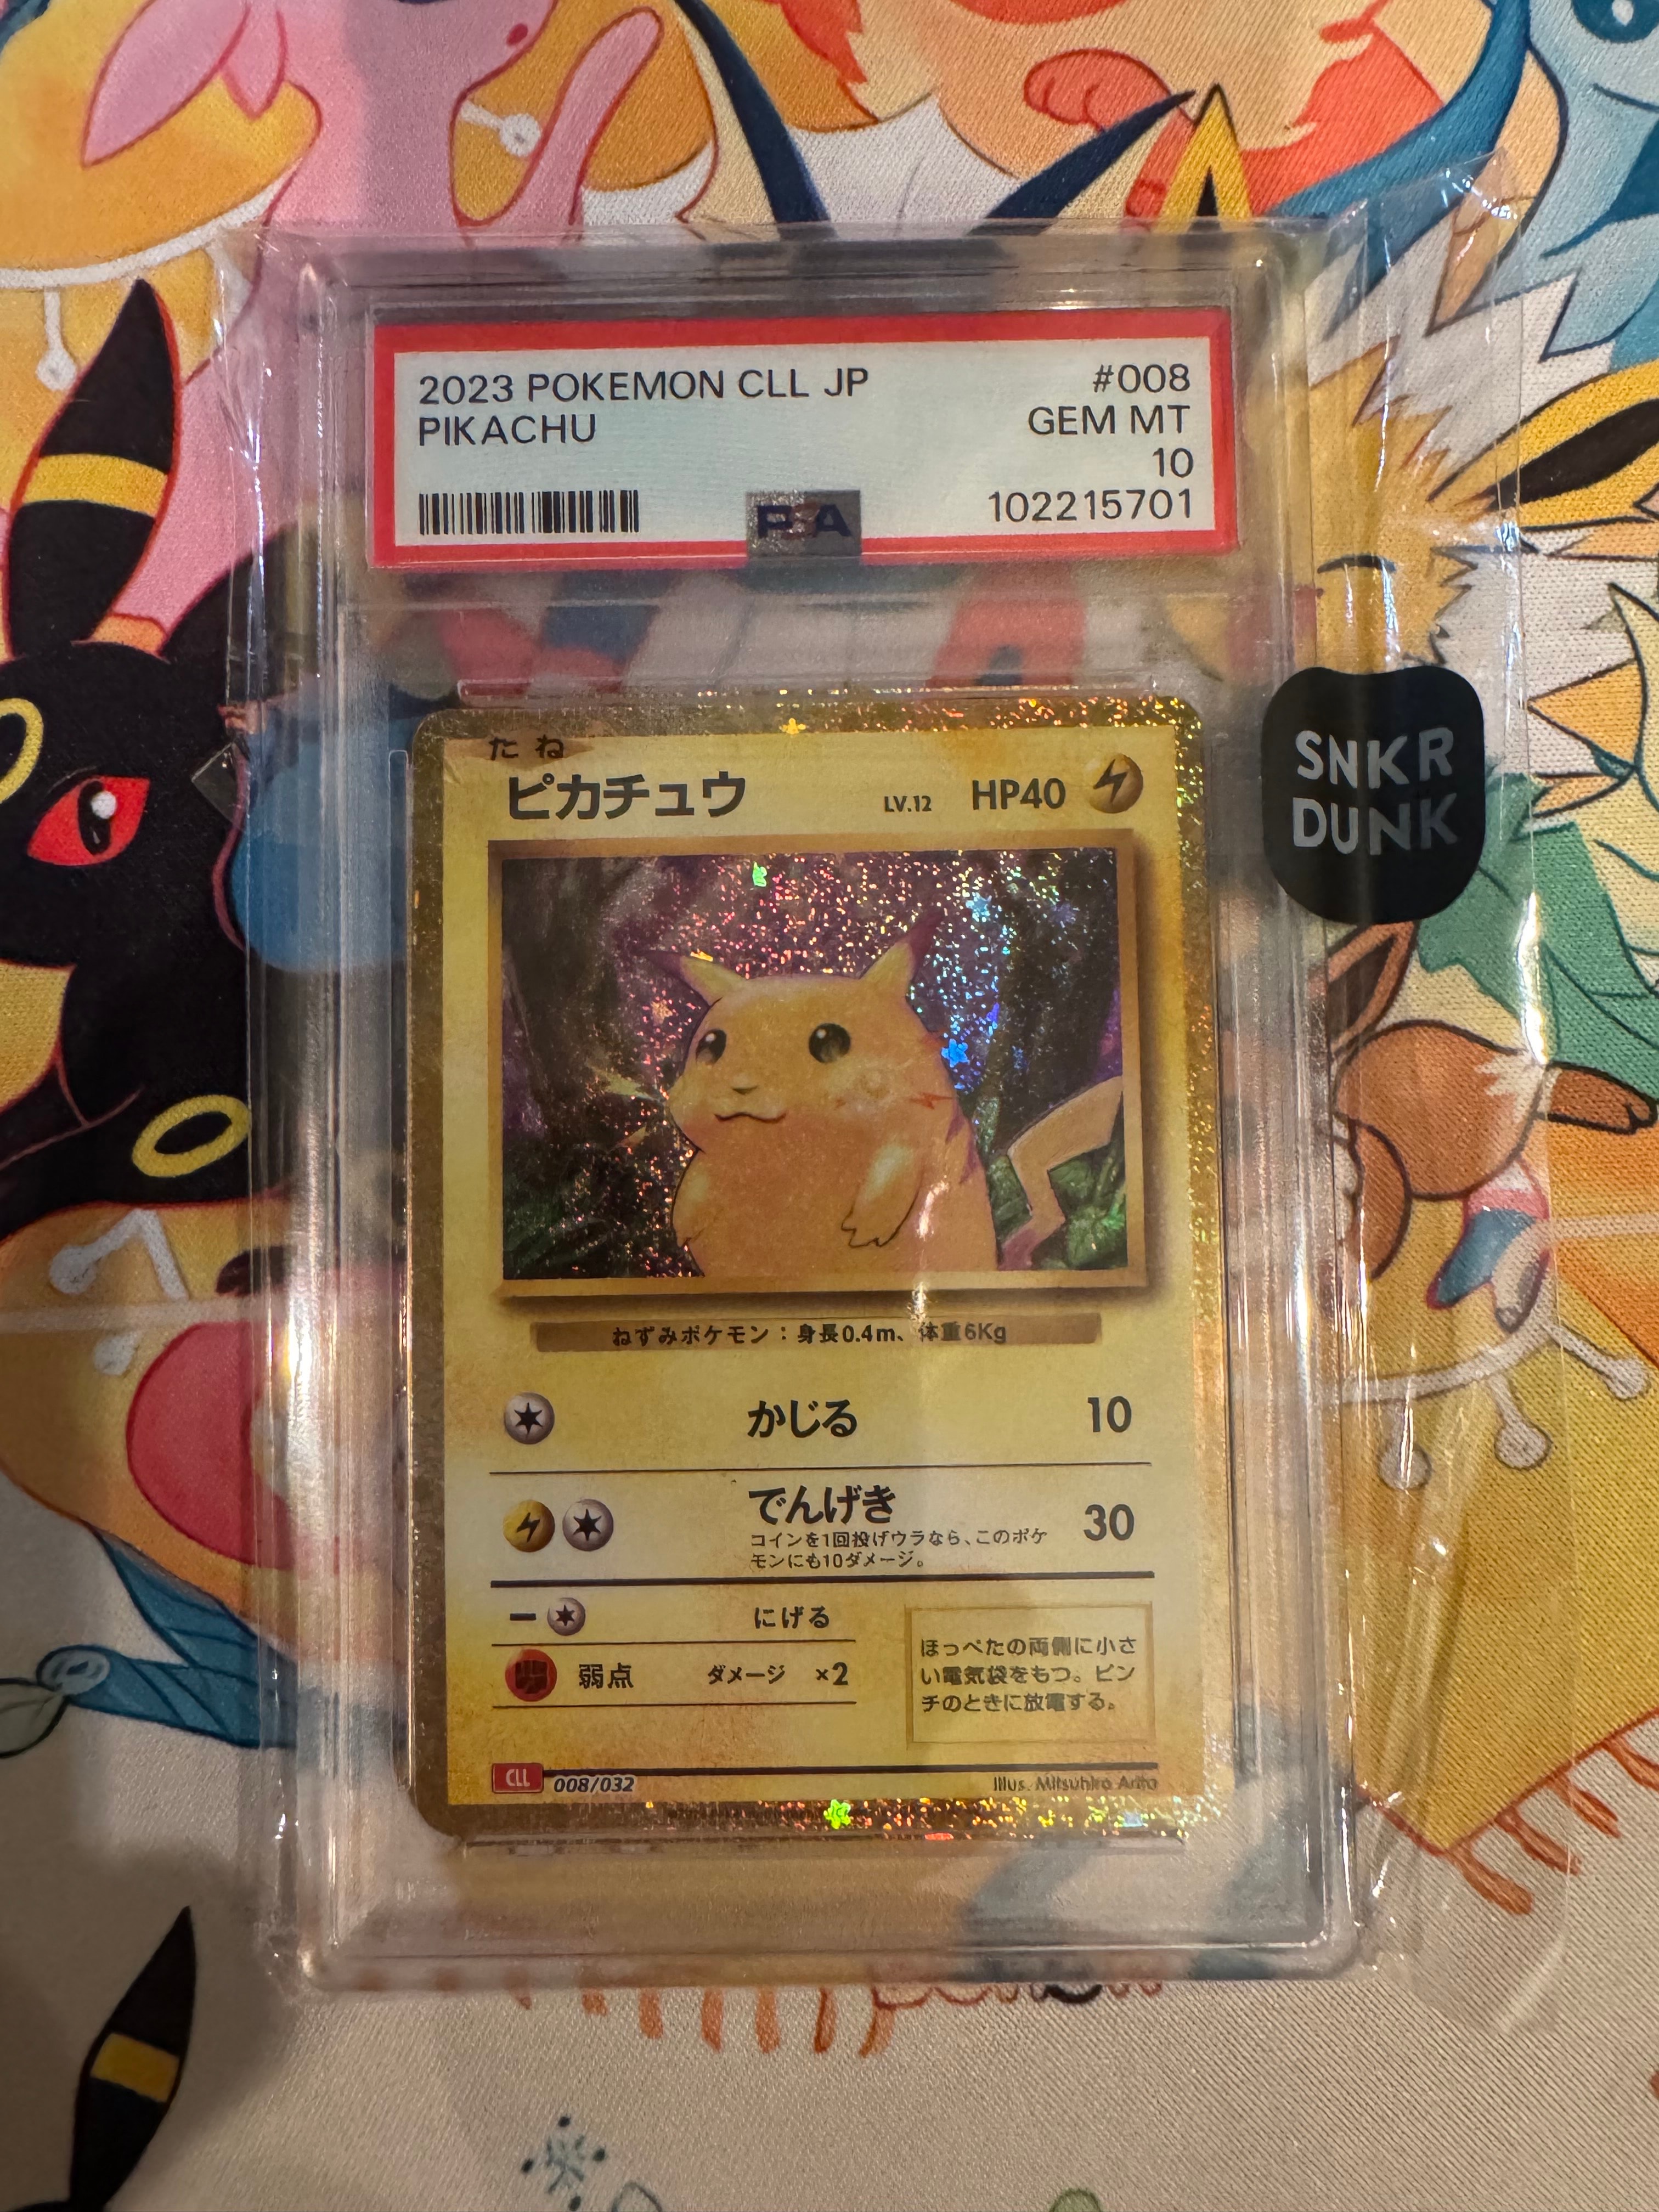 2023 POKEMON CLL JP #008
PIKACHU GEM MT
10
PSA 102215701
SNKR
DUNK
たね
ピカチュウ LV.12 HP40
ねずみポケモン：身長0.4m、体重6Kg
かじる 10
でんげき 30
コインを1回投げウラなら、このポケ
モンにも10ダメージ。
にげる
弱点 ダメージ ×2
ほっぺたの両側に小さ
い電気袋をもつ。ピン
チのときに放電する。
CLL 008/032 Illus. Mitsuhiro Arita